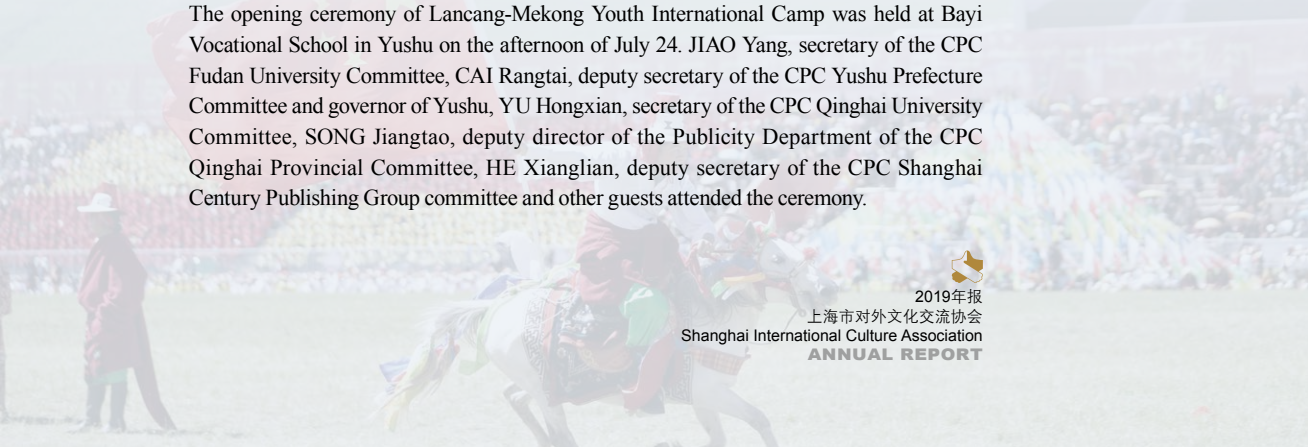 The opening ceremony of Lancang-Mekong Youth International Camp was held at Bayi
Vocational School in Yushu on the afternoon of July 24. JIAO Yang, secretary of the CPC
Fudan University Committee, CAI Rangtai, deputy secretary of the CPC Yushu Prefecture
Committee and governor of Yushu, YU Hongxian, secretary of the CPC Qinghai University
Committee, SONG Jiangtao, deputy director of the Publicity Department of the CPC
Qinghai Provincial Committee, HE Xianglian, deputy secretary of the CPC Shanghai
Century Publishing Group committee and other guests attended the ceremony.
2019年报
上海市对外文化交流协会
Shanghai International Culture Association
ANNUAL REPORT